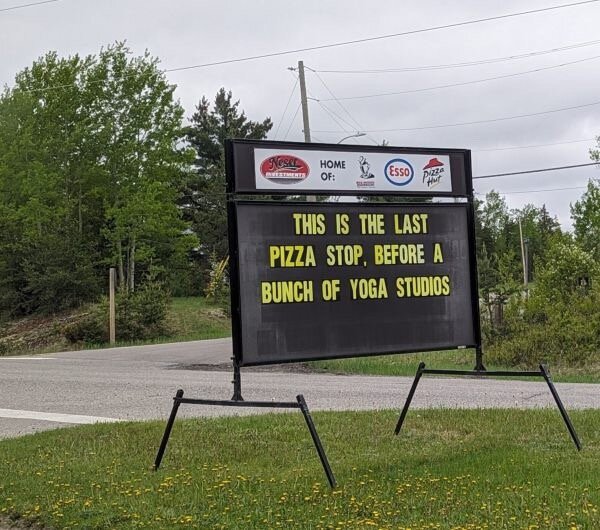 HOME
OF:
Esso
Pizza
Hut
THIS IS THE LAST
PIZZA STOP, BEFORE A
BUNCH OF YOGA STUDIOS